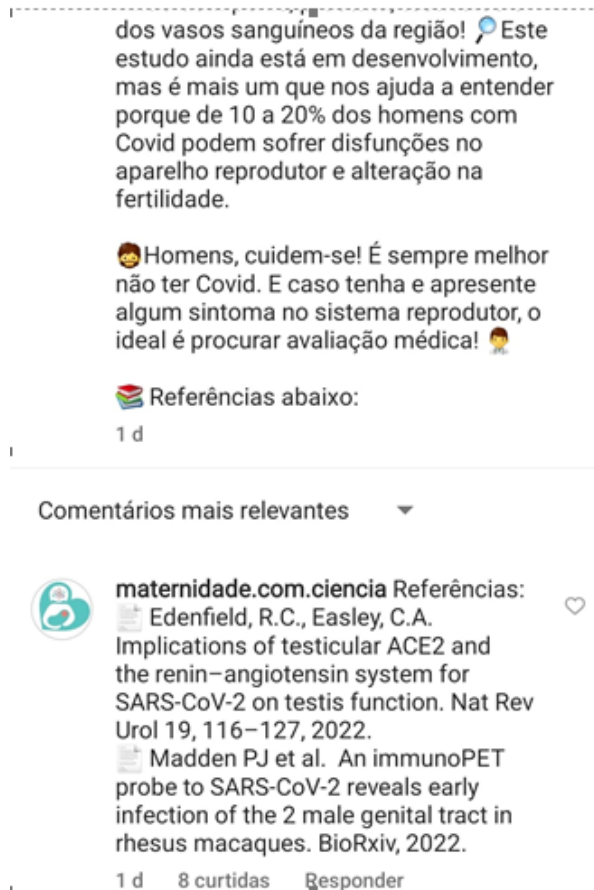 dos vasos sanguíneos da região! 🔎Este
estudo ainda está em desenvolvimento,
mas é mais um que nos ajuda a entender
porque de 10 a 20% dos homens com
Covid podem sofrer disfunções no
aparelho reprodutor e alteração na
fertilidade.
🧔Homens, cuidem-se! É sempre melhor
não ter Covid. E caso tenha e apresente
algum sintoma no sistema reprodutor, o
ideal é procurar avaliação médica! 👨‍⚕️
📚 Referências abaixo:
1 d
Comentários mais relevantes
maternidade.com.ciencia Referências:
📄 Edenfield, R.C., Easley, C.A.
Implications of testicular ACE2 and
the renin–angiotensin system for
SARS-CoV-2 on testis function. Nat Rev
Urol 19, 116–127, 2022.
📄 Madden PJ et al. An immunoPET
probe to SARS-CoV-2 reveals early
infection of the 2 male genital tract in
rhesus macaques. BioRxiv, 2022.
1 d 8 curtidas Responder